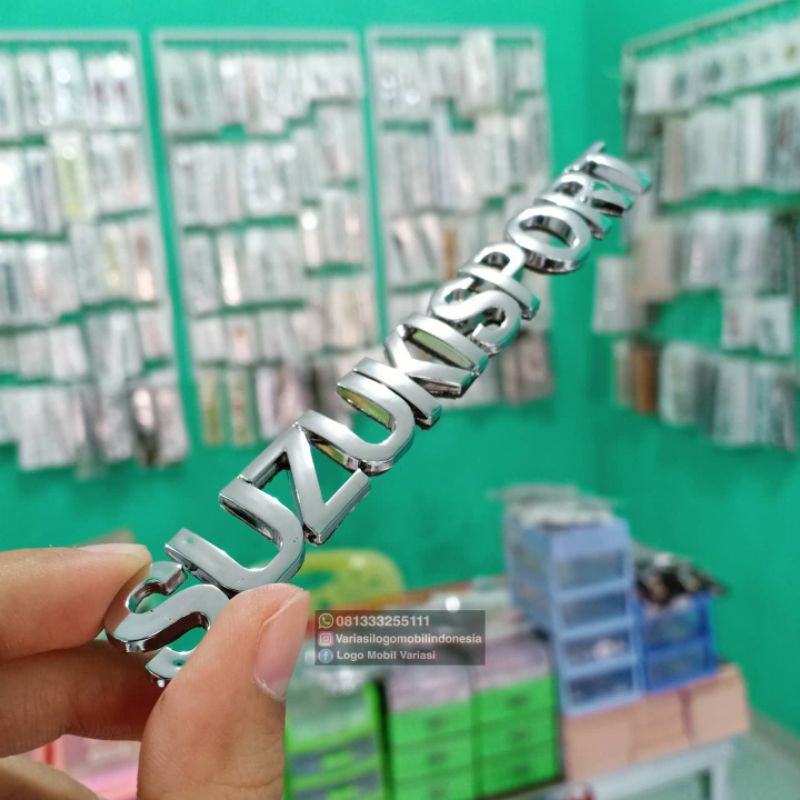 SUZUKISPORT
081333255111
Variasilogomobilindonesia
Logo Mobil Variasi